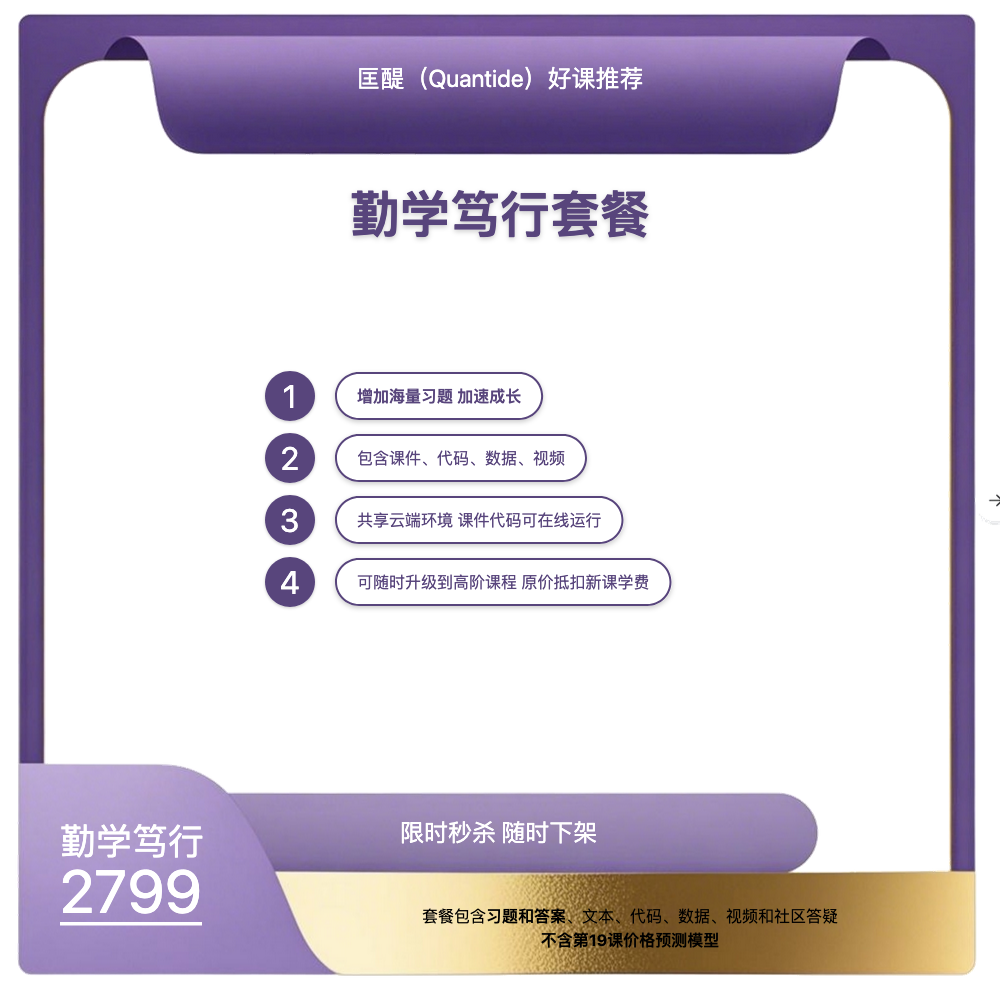 匡醍（Quantide）好课推荐
勤学笃行套餐
1 增加海量习题 加速成长
2 包含课件、代码、数据、视频
3 共享云端环境 课件代码可在线运行
4 可随时升级到高阶课程 原价抵扣新课学费
限时秒杀 随时下架
勤学笃行
2799
套餐包含习题和答案、文本、代码、数据、视频和社区答疑
不含第19课价格预测模型